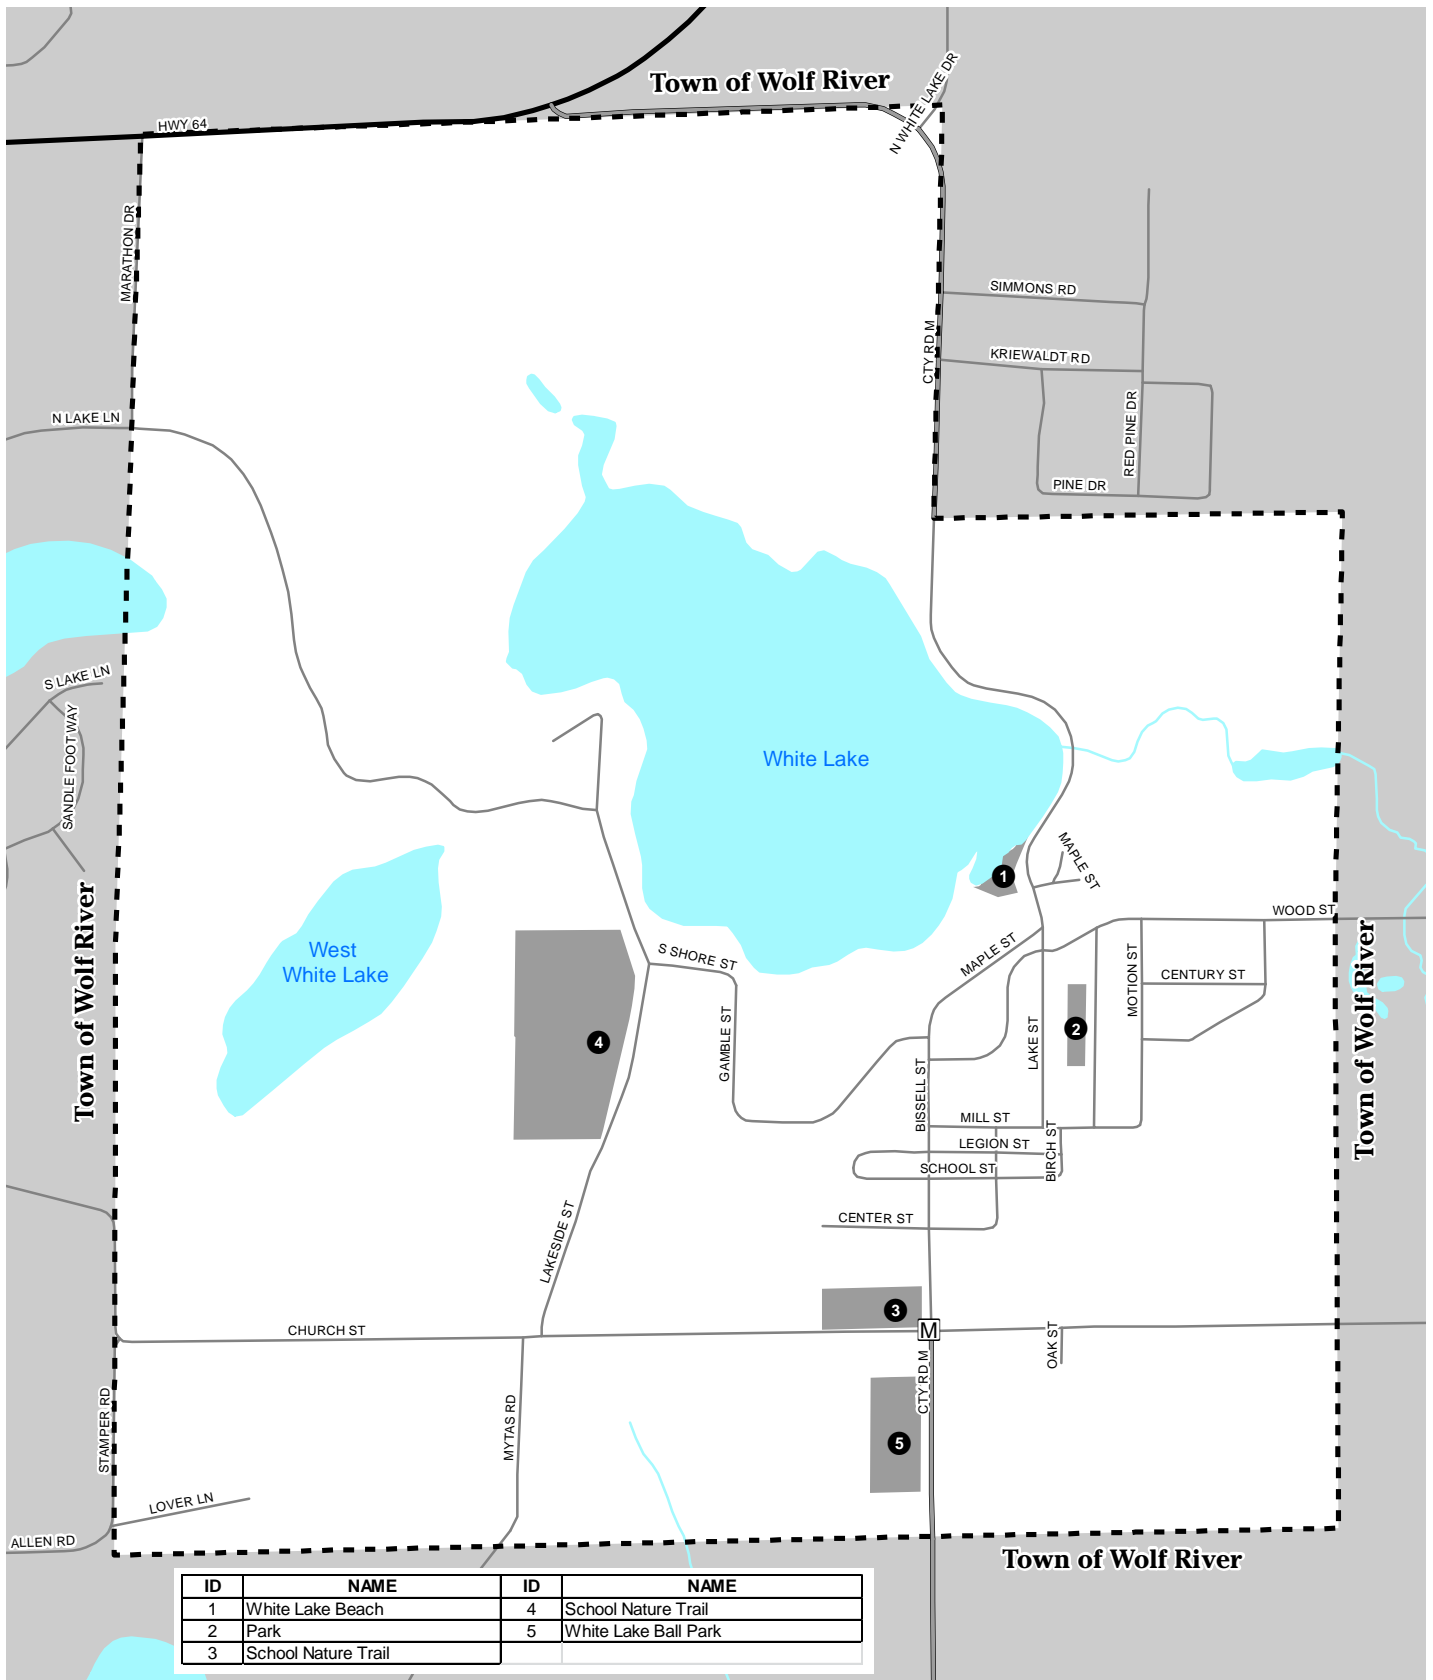 Town of Wolf River
HWY 64
N WHITE LAKE DR
MARATHON DR
SIMMONS RD
CTY RD M
KRIEWALDT RD
RED PINE DR
N LAKE LN
PINE DR
S LAKE LN
SANDLE FOOT WAY
White Lake
MAPLE ST
1
WOOD ST
Town of Wolf River
West
White Lake
S SHORE ST
MAPLE ST
MOTION ST
CENTURY ST
Town of Wolf River
4
GAMBLE ST
LAKE ST
2
BISSELL ST
MILL ST
LEGION ST
BIRCH ST
SCHOOL ST
CENTER ST
LAKESIDE ST
3
CHURCH ST
M
OAK ST
CTY RD M
STAMPER RD
MYTAS RD
5
LOVER LN
ALLEN RD
Town of Wolf River
ID NAME ID NAME
1 White Lake Beach 4 School Nature Trail
2 Park 5 White Lake Ball Park
3 School Nature Trail